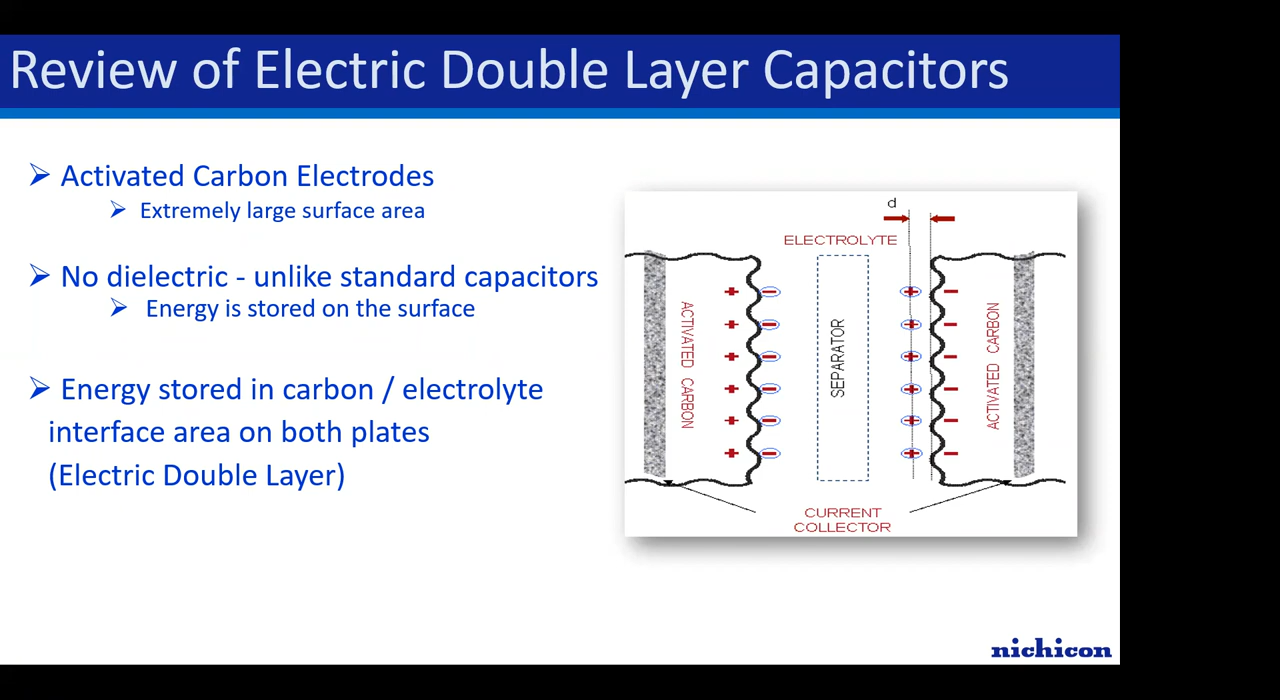 Review of Electric Double Layer Capacitors
➢ Activated Carbon Electrodes
➢ Extremely large surface area
➢ No dielectric - unlike standard capacitors
➢ Energy is stored on the surface
➢ Energy stored in carbon / electrolyte
interface area on both plates
(Electric Double Layer)
d
ELECTROLYTE
ACTIVATED CARBON
SEPARATOR
ACTIVATED CARBON
CURRENT
COLLECTOR
nichicon